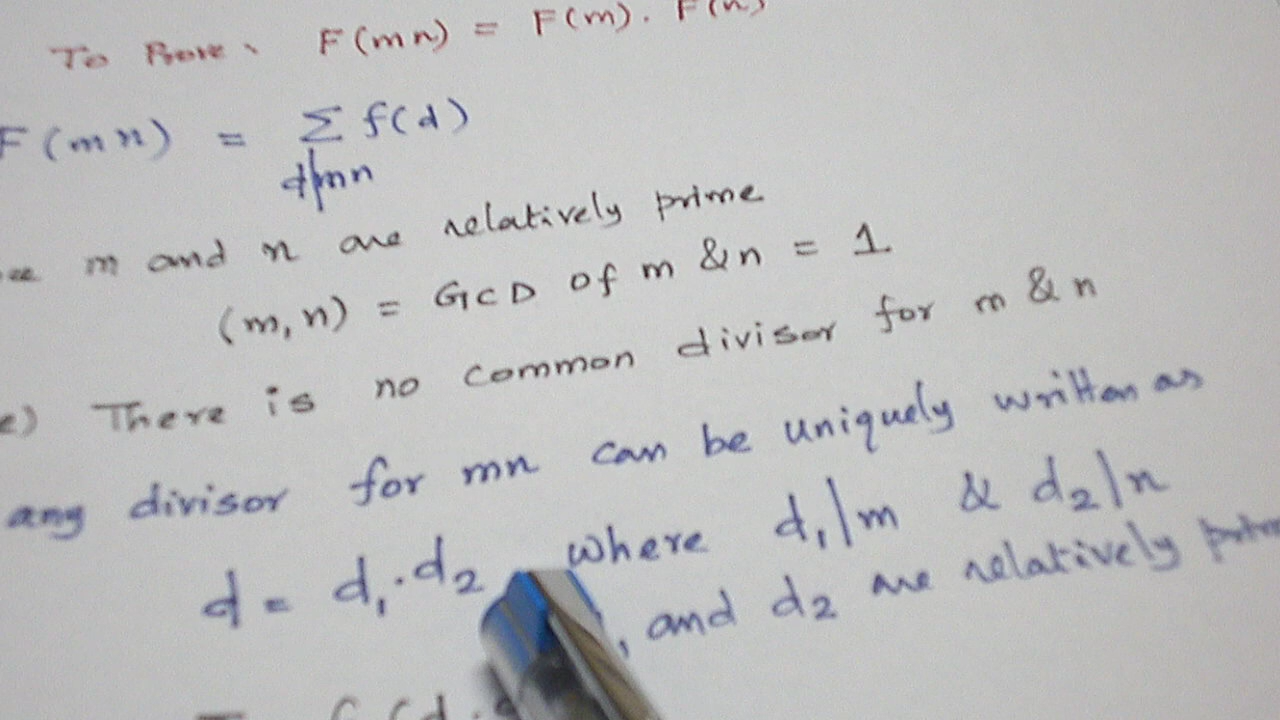 To Prove F(mn) = F(m). F(n)
F(mn) = Σ f(d)
d|mn
m and n are relatively prime
(m,n) = GCD of m & n = 1
e) There is no common divisor for m & n
any divisor for mn can be uniquely written as
d = d₁.d₂ where d₁|m & d₂|n
and d₂ are relatively